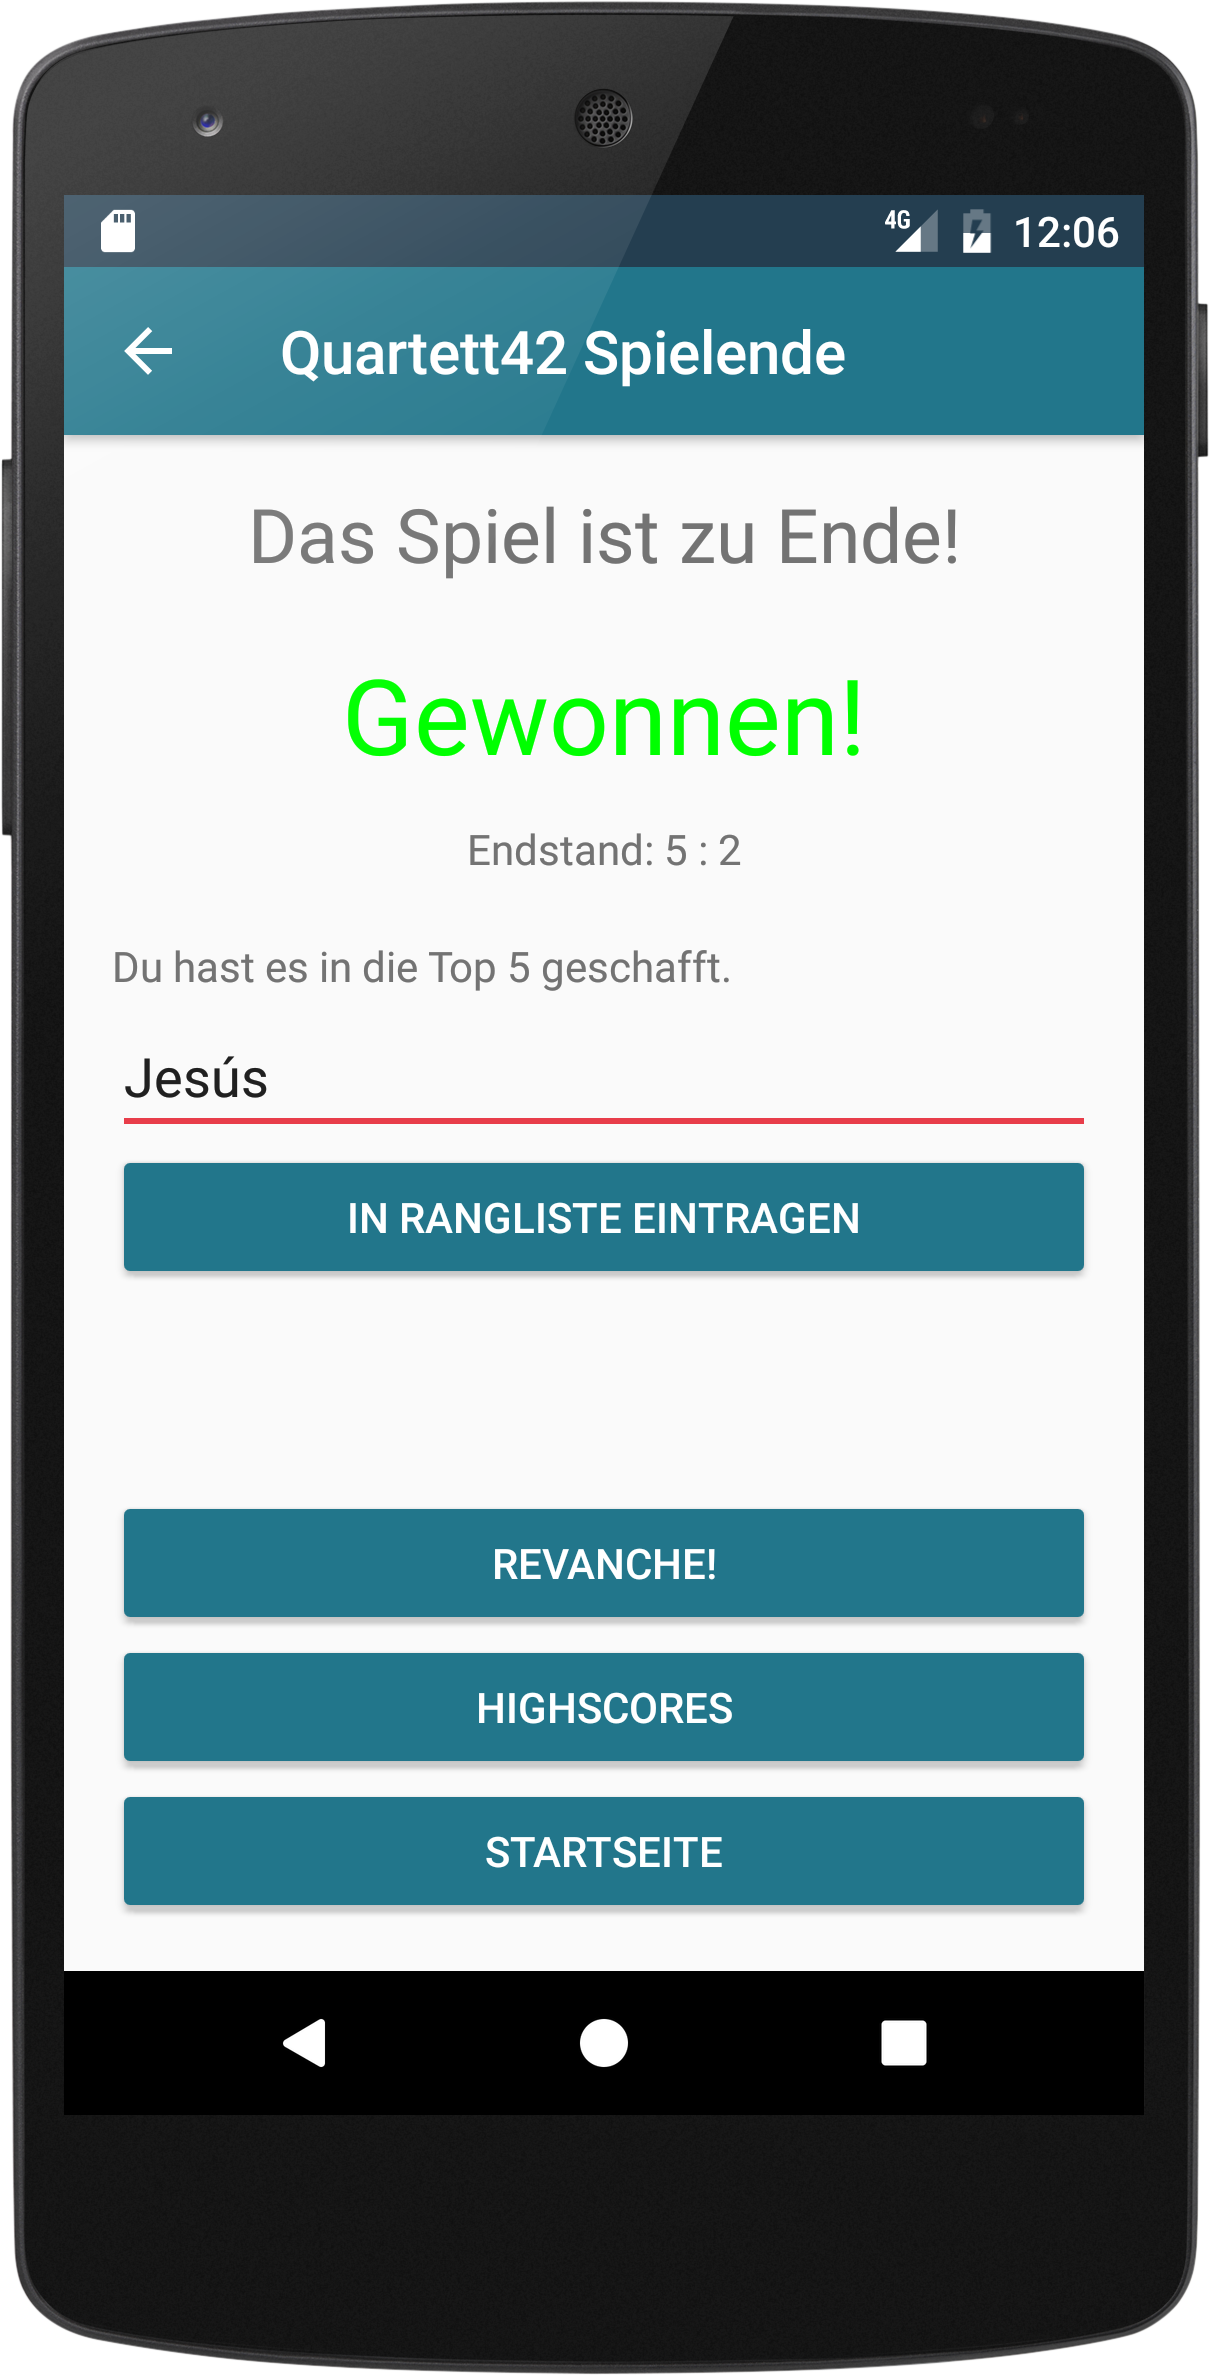 4G 12:06
Quartett42 Spielende
Das Spiel ist zu Ende!
Gewonnen!
Endstand: 5 : 2
Du hast es in die Top 5 geschafft.
Jesús
IN RANGLISTE EINTRAGEN
REVANCHE!
HIGHSCORES
STARTSEITE